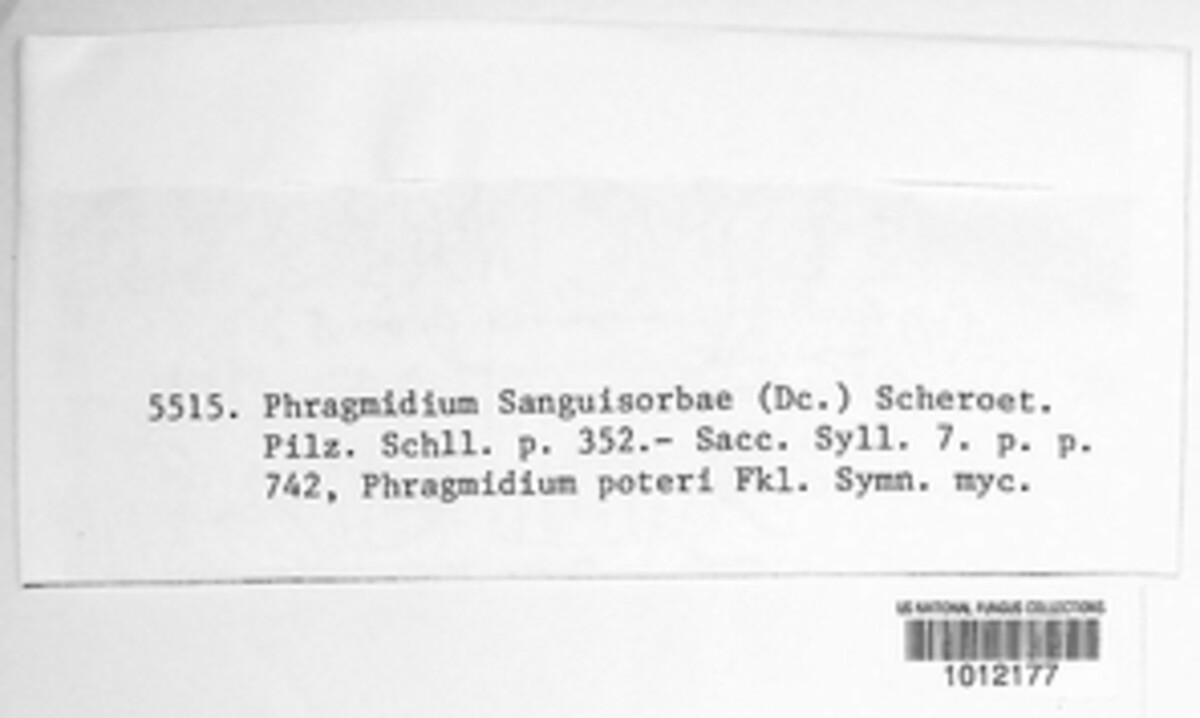 5515. Phragmidium Sanguisorbae (Dc.) Scheroet.
Pilz. Schll. p. 352.- Sacc. Syll. 7. p. p.
742, Phragmidium poteri Fkl. Symn. myc.
US NATIONAL FUNGUS COLLECTIONS
1012177